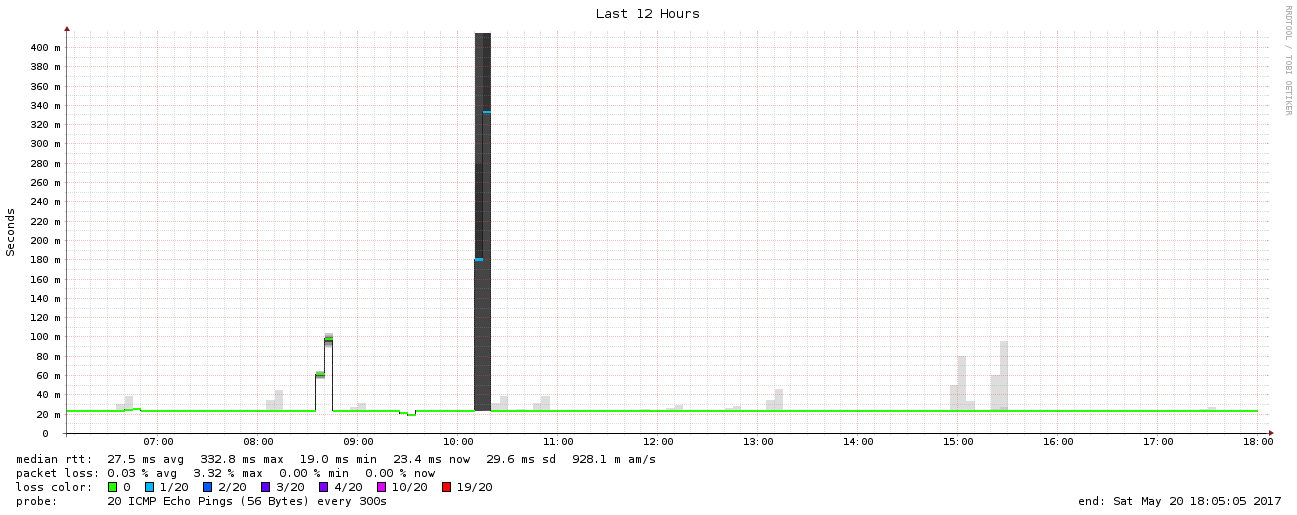 Last 12 Hours
RRDTOOL / TOBI OETIKER
Seconds
400 m
380 m
360 m
340 m
320 m
300 m
280 m
260 m
240 m
220 m
200 m
180 m
160 m
140 m
120 m
100 m
80 m
60 m
40 m
20 m
0
07:00 08:00 09:00 10:00 11:00 12:00 13:00 14:00 15:00 16:00 17:00 18:00
median rtt: 27.5 ms avg 332.8 ms max 19.0 ms min 23.4 ms now 29.6 ms sd 928.1 m am/s
packet loss: 0.03 % avg 3.32 % max 0.00 % min 0.00 % now
loss color: 0 1/20 2/20 3/20 4/20 10/20 19/20
probe: 20 ICMP Echo Pings (56 Bytes) every 300s end: Sat May 20 18:05:05 2017